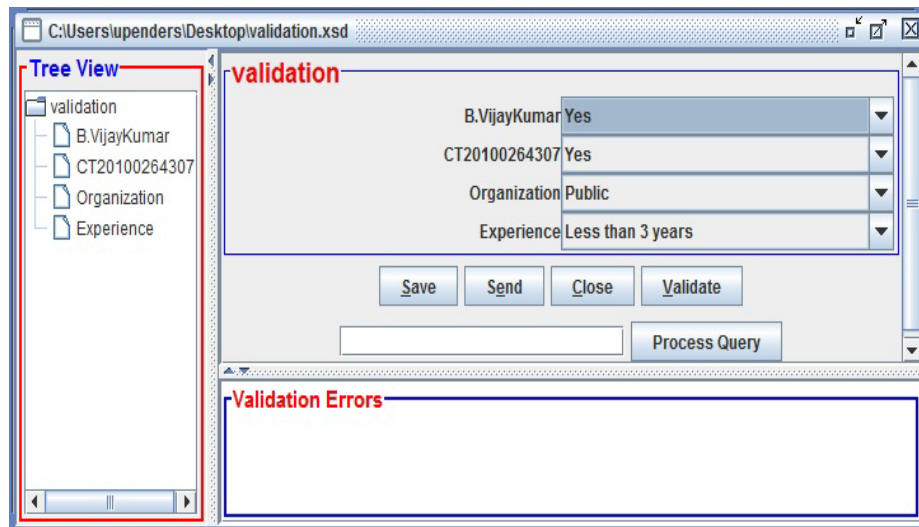 C:\Users\upenders\Desktop\validation.xsd
Tree View
validation
B.VijayKumar
CT20100264307
Organization
Experience
validation
B.VijayKumar Yes
CT20100264307 Yes
Organization Public
Experience Less than 3 years
Save Send Close Validate
Process Query
Validation Errors